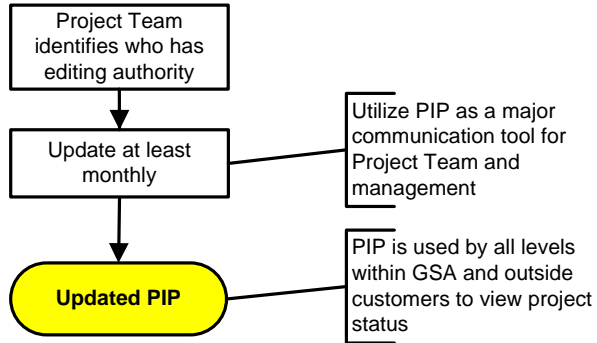 Project Team
identifies who has
editing authority
Update at least
monthly
Utilize PIP as a major
communication tool for
Project Team and
management
Updated PIP
PIP is used by all levels
within GSA and outside
customers to view project
status